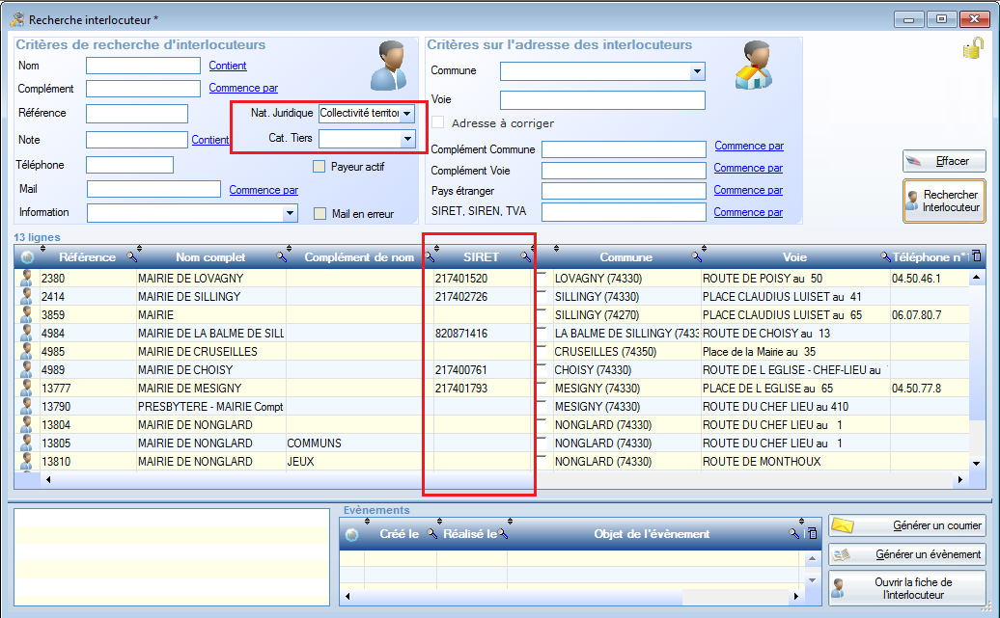 Recherche interlocuteur *
Critères de recherche d'interlocuteurs
Nom Contient
Complément Commence par
Référence
Nat. Juridique Collectivité territor
Note Contient
Cat. Tiers
Téléphone
Payeur actif
Mail Commence par
Information
Mail en erreur
Critères sur l'adresse des interlocuteurs
Commune
Voie
Adresse à corriger
Complément Commune Commence par
Complément Voie Commence par
Pays étranger Commence par
SIRET, SIREN, TVA Commence par
Effacer
Rechercher
Interlocuteur
13 lignes
Référence Nom complet Complément de nom SIRET Commune Voie Téléphone n°1
2380 MAIRIE DE LOVAGNY 217401520 LOVAGNY (74330) ROUTE DE POISY au 50 04.50.46.1
2414 MAIRIE DE SILLINGY 217402726 SILLINGY (74330) PLACE CLAUDIUS LUISET au 41
3859 MAIRIE SILLINGY (74270) PLACE CLAUDIUS LUISET au 65 06.07.80.7
4984 MAIRIE DE LA BALME DE SILL 820871416 LA BALME DE SILLINGY (7433 ROUTE DE CHOISY au 13
4985 MAIRIE DE CRUSEILLES CRUSEILLES (74350) Place de la Mairie au 35
4989 MAIRIE DE CHOISY 217400761 CHOISY (74330) ROUTE DE L EGLISE - CHEF-LIEU au
13777 MAIRIE DE MESIGNY 217401793 MESIGNY (74330) PLACE DE L EGLISE au 65 04.50.77.8
13790 PRESBYTERE - MAIRIE Compt MESIGNY (74330) ROUTE DU CHEF LIEU au 410
13804 MAIRIE DE NONGLARD NONGLARD (74330) ROUTE DU CHEF LIEU au 1
13805 MAIRIE DE NONGLARD COMMUNS NONGLARD (74330) ROUTE DU CHEF LIEU au 1
13810 MAIRIE DE NONGLARD JEUX NONGLARD (74330) ROUTE DE MONTHOUX
Evènements
Créé le Réalisé le Objet de l'évènement
Générer un courrier
Générer un évènement
Ouvrir la fiche de
l'interlocuteur